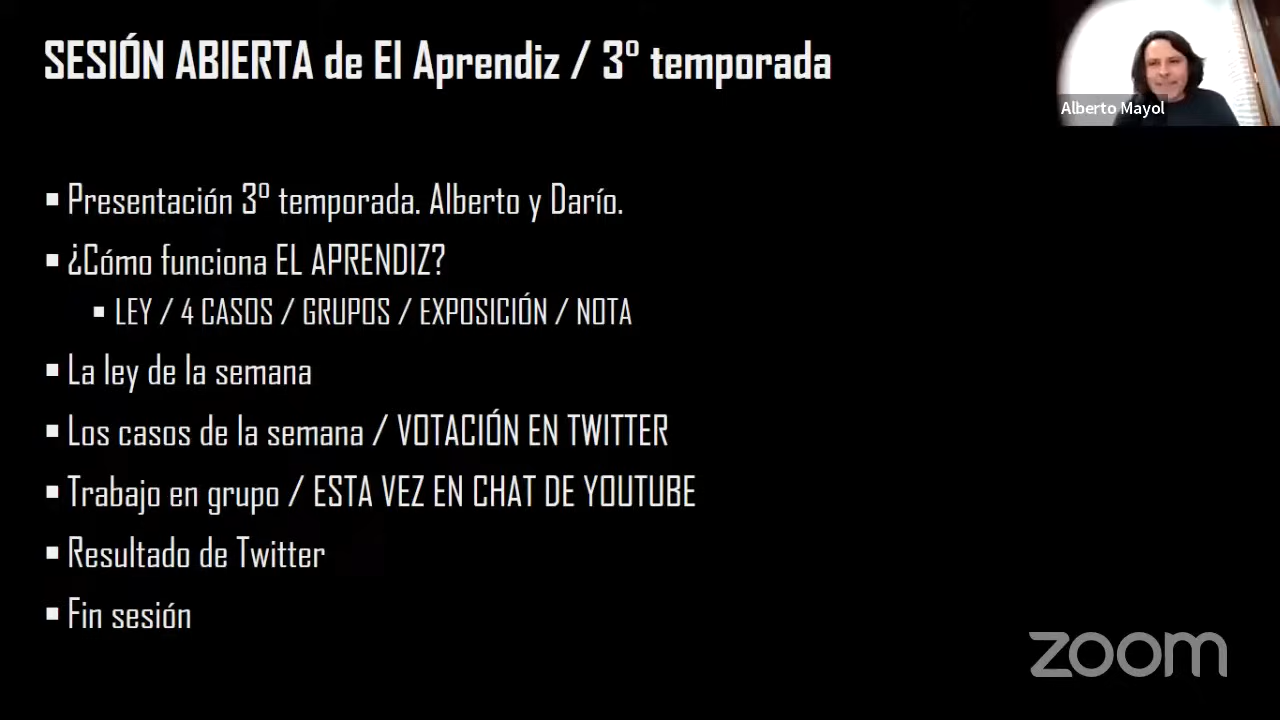 SESIÓN ABIERTA de El Aprendiz / 3º temporada
Alberto Mayol
▪ Presentación 3º temporada. Alberto y Darío.
▪ ¿Cómo funciona EL APRENDIZ?
▪ LEY / 4 CASOS / GRUPOS / EXPOSICIÓN / NOTA
▪ La ley de la semana
▪ Los casos de la semana / VOTACIÓN EN TWITTER
▪ Trabajo en grupo / ESTA VEZ EN CHAT DE YOUTUBE
▪ Resultado de Twitter
▪ Fin sesión
zoom